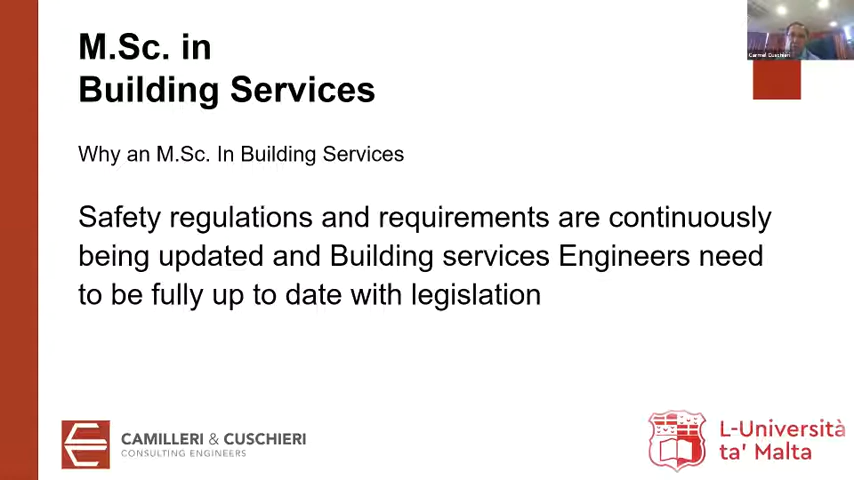 M.Sc. in
Building Services
Carmel Cuschieri
Why an M.Sc. In Building Services
Safety regulations and requirements are continuously
being updated and Building services Engineers need
to be fully up to date with legislation
CAMILLERI & CUSCHIERI
CONSULTING ENGINEERS
L-Università
ta' Malta